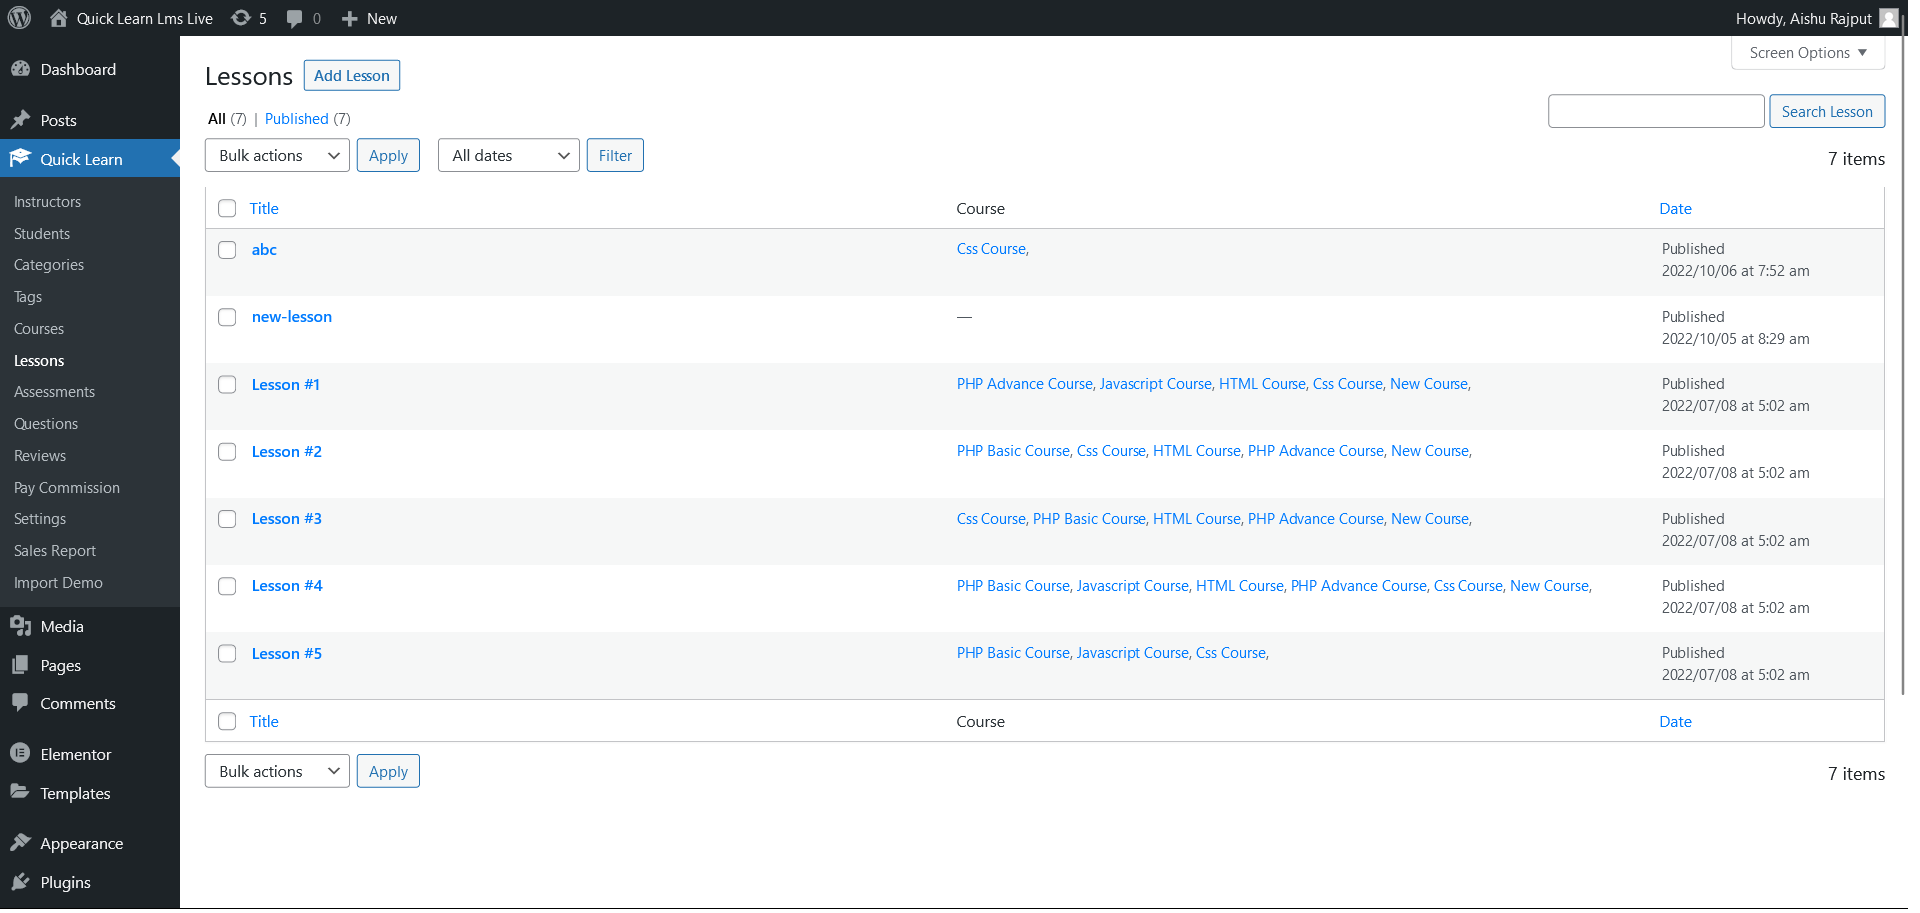 Quick Learn Lms Live 5 0 New Howdy, Aishu Rajput
Screen Options
Dashboard
Posts
Quick Learn
Instructors
Students
Categories
Tags
Courses
Lessons
Assessments
Questions
Reviews
Pay Commission
Settings
Sales Report
Import Demo
Media
Pages
Comments
Elementor
Templates
Appearance
Plugins
Lessons Add Lesson
All (7) | Published (7)
Search Lesson
Bulk actions Apply All dates Filter
7 items
Title Course Date
abc Css Course, Published
2022/10/06 at 7:52 am
new-lesson — Published
2022/10/05 at 8:29 am
Lesson #1 PHP Advance Course, Javascript Course, HTML Course, Css Course, New Course, Published
2022/07/08 at 5:02 am
Lesson #2 PHP Basic Course, Css Course, HTML Course, PHP Advance Course, New Course, Published
2022/07/08 at 5:02 am
Lesson #3 Css Course, PHP Basic Course, HTML Course, PHP Advance Course, New Course, Published
2022/07/08 at 5:02 am
Lesson #4 PHP Basic Course, Javascript Course, HTML Course, PHP Advance Course, Css Course, New Course, Published
2022/07/08 at 5:02 am
Lesson #5 PHP Basic Course, Javascript Course, Css Course, Published
2022/07/08 at 5:02 am
Title Course Date
Bulk actions Apply
7 items